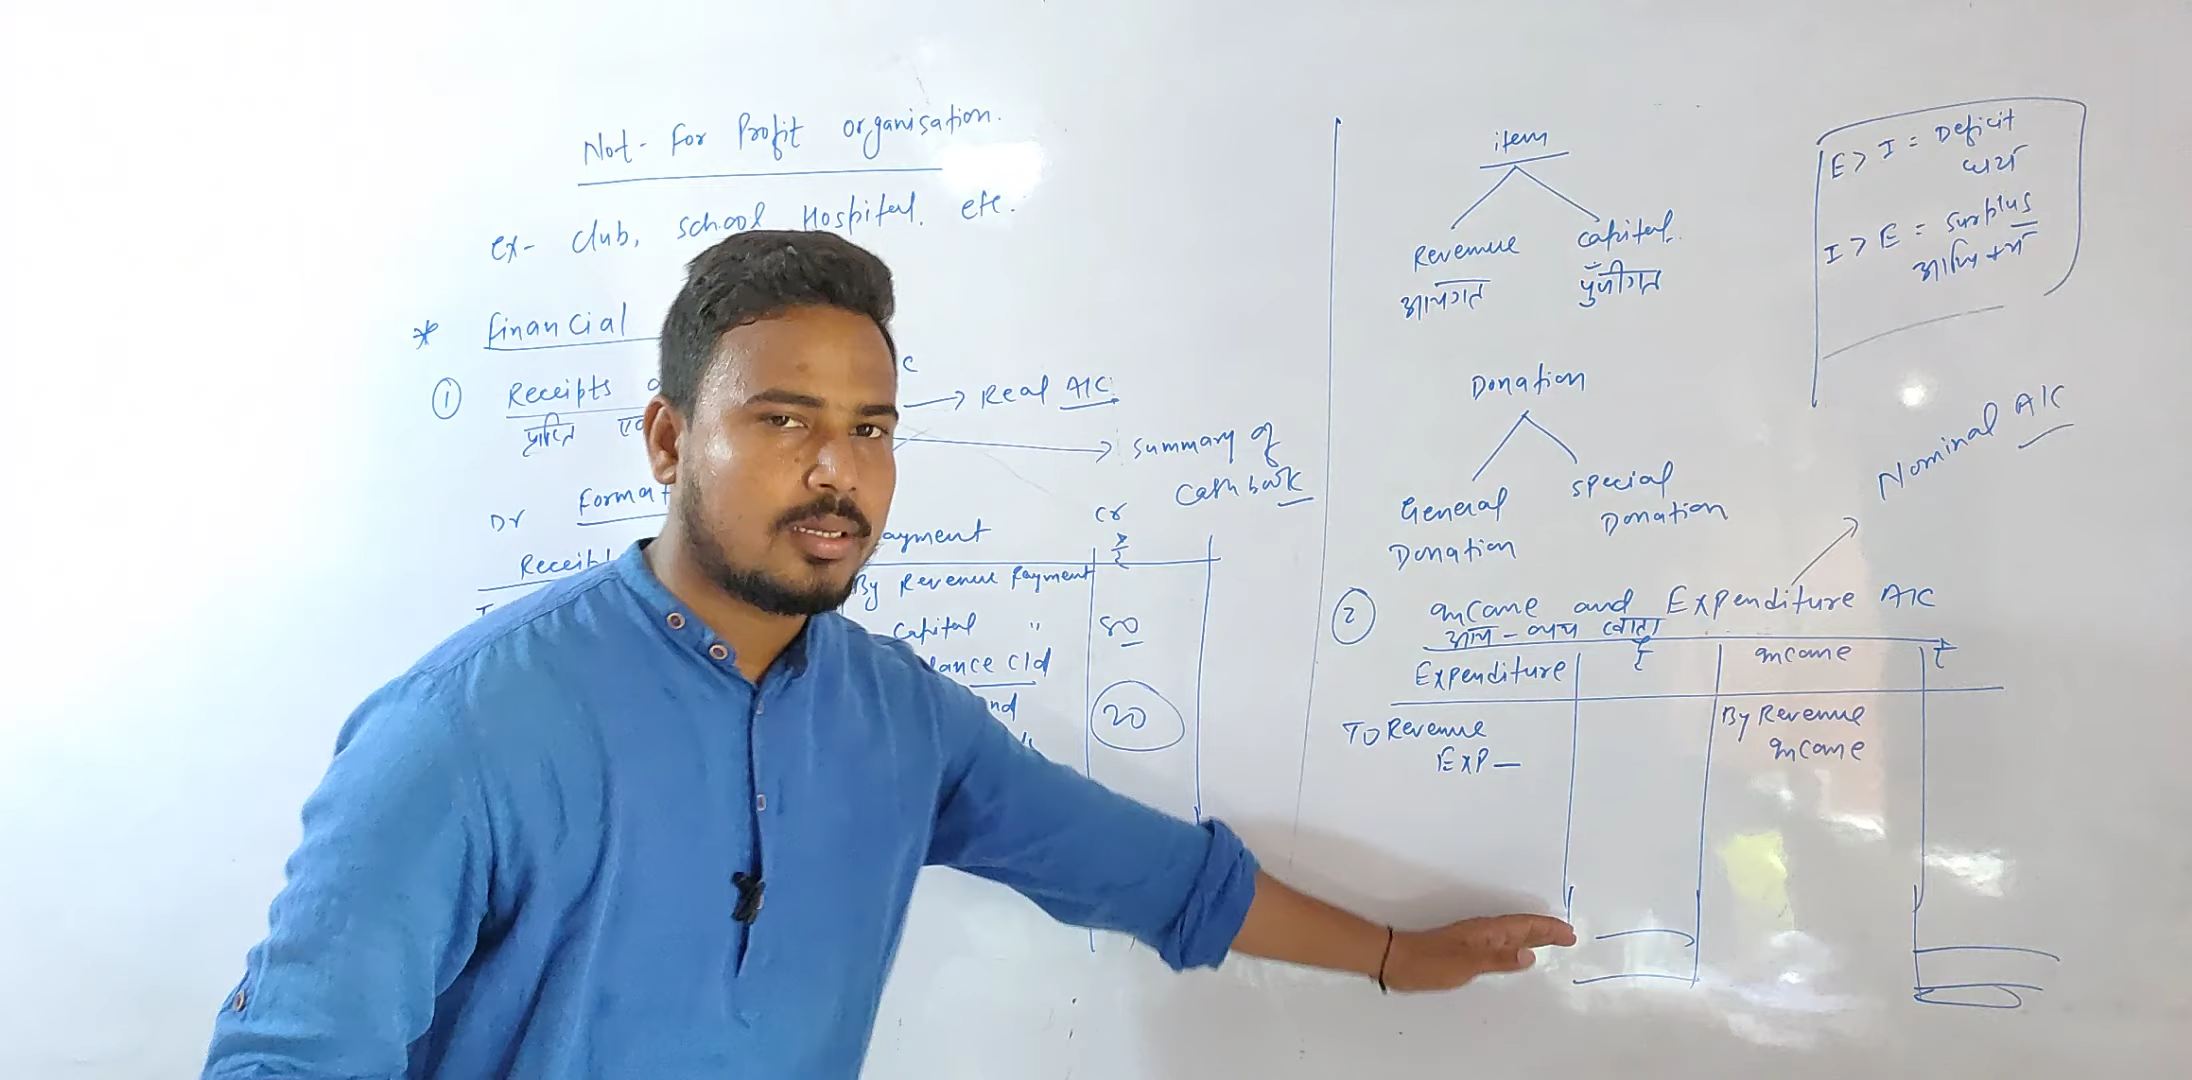 Not- For Profit organisation.
ex- club, school Hospital. etc.
* financial
① Receipts
C → Real A/C
प्राप्ति एव
→ summary of
cash book
Dr Format Cr
Receipt
ayment ₹
By Revenue Payment
Capital " 80
lance c/d
nd 20
item
Revenue capital.
आयगत पुँजीगत
Donation
General Donation
special Donation
E > I = Deficit
घाटा
I > E = surplus
आधिक्य
Nominal A/C
② Income and Expenditure A/C
आय - व्यय खाता
Expenditure ₹ Income ₹
To Revenue By Revenue
Exp — Income